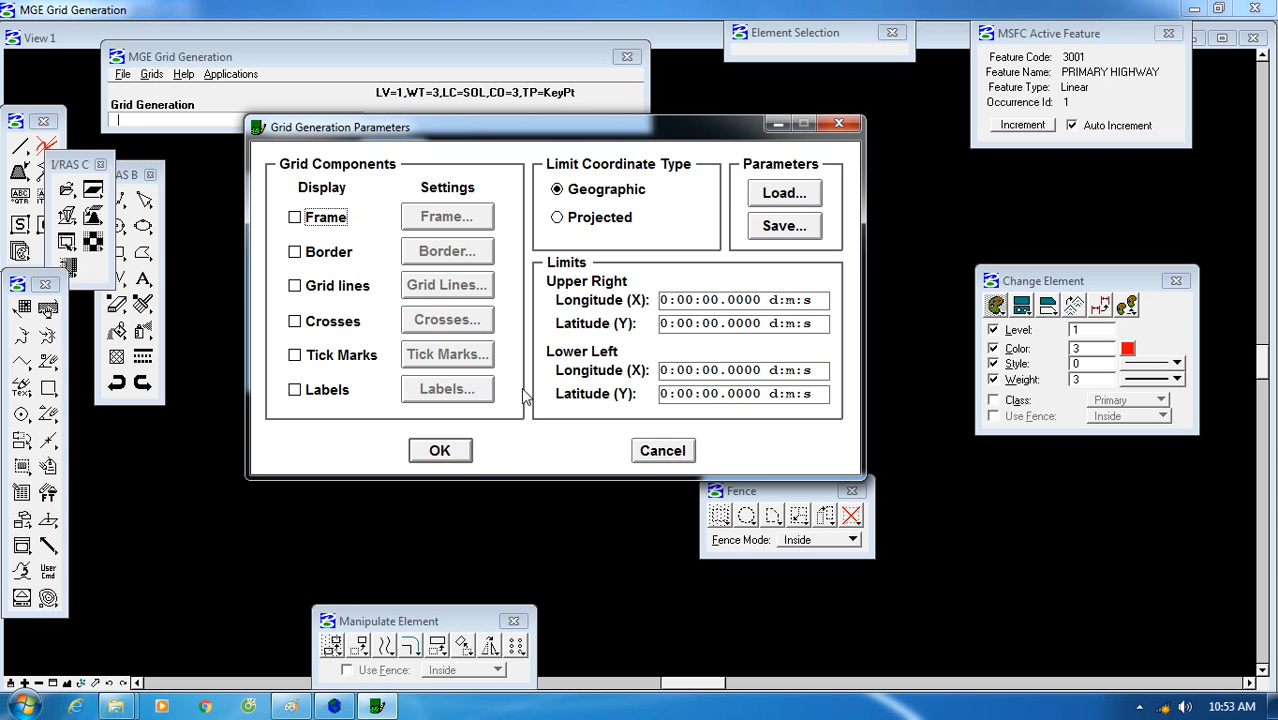 MGE Grid Generation
View 1
MGE Grid Generation
File Grids Help Applications
LV=1,WT=3,LC=SOL,CO=3,TP=KeyPt
Grid Generation
Element Selection
MSFC Active Feature
Feature Code: 3001
Feature Name: PRIMARY HIGHWAY
Feature Type: Linear
Occurrence Id: 1
Increment
Auto Increment
I/RAS C
AS B
Grid Generation Parameters
Grid Components
Display Settings
Frame Frame...
Border Border...
Grid lines Grid Lines...
Crosses Crosses...
Tick Marks Tick Marks...
Labels Labels...
Limit Coordinate Type
Geographic
Projected
Parameters
Load...
Save...
Limits
Upper Right
Longitude (X): 0:00:00.0000 d:m:s
Latitude (Y): 0:00:00.0000 d:m:s
Lower Left
Longitude (X): 0:00:00.0000 d:m:s
Latitude (Y): 0:00:00.0000 d:m:s
OK
Cancel
Change Element
Level: 1
Color: 3
Style: 0
Weight: 3
Class: Primary
Use Fence: Inside
Fence
Fence Mode: Inside
Manipulate Element
Use Fence: Inside
User
Cmd
FT
10:53 AM